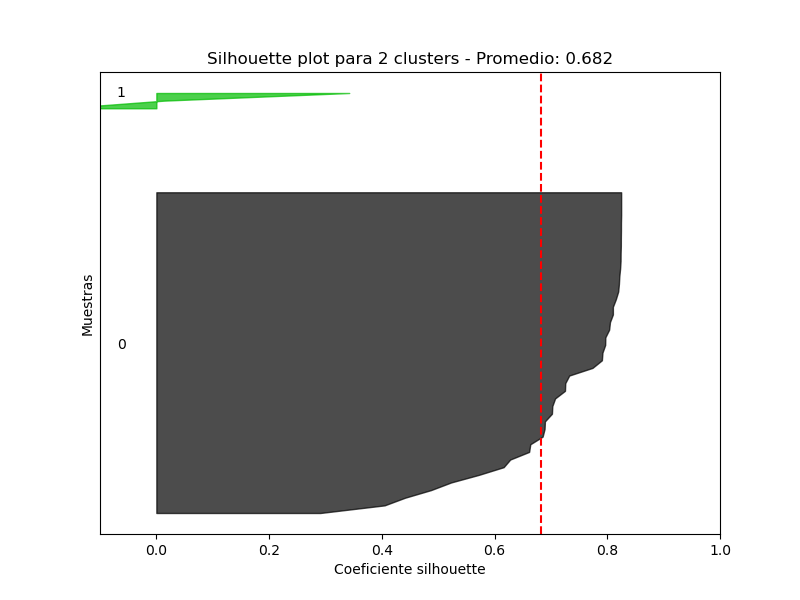 Silhouette plot para 2 clusters - Promedio: 0.682
1
0
Muestras
0.0 0.2 0.4 0.6 0.8 1.0
Coeficiente silhouette